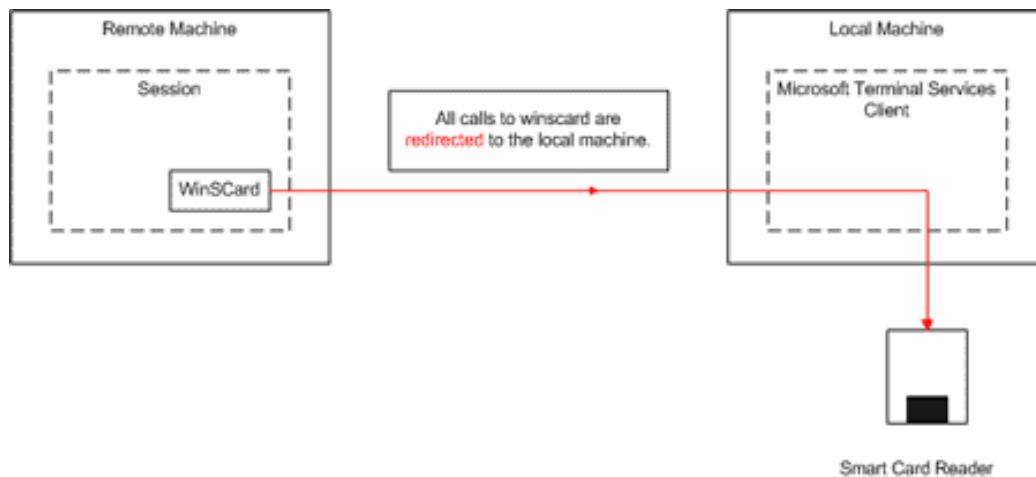 Remote Machine
Session
WinSCard
All calls to winscard are
redirected to the local machine.
Local Machine
Microsoft Terminal Services
Client
Smart Card Reader